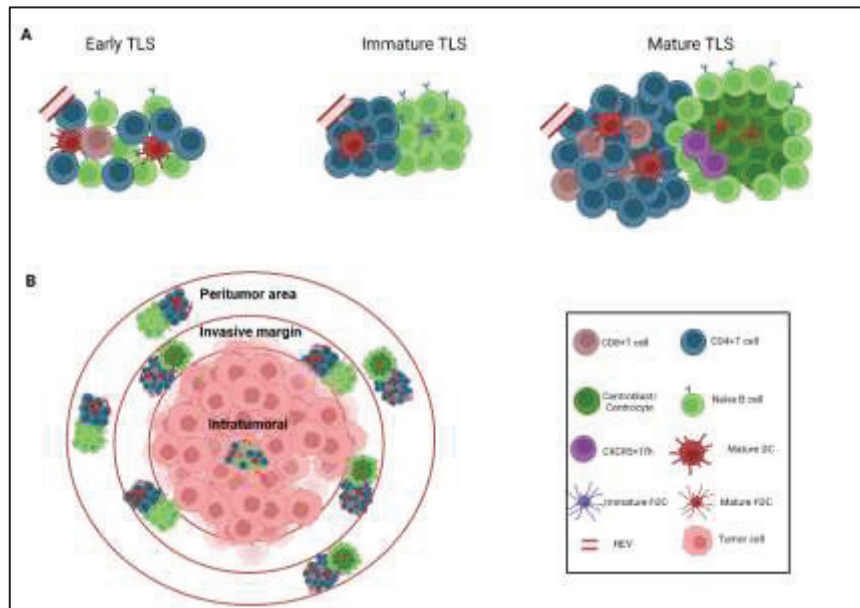 A
Early TLS
Immature TLS
Mature TLS
B
Peritumor area
Invasive margin
Intratumoral
CD8+T cell
CD4+T cell
Centroblast/
Centrocyte
Naive B cell
CXCR5+Tfh
Mature DC
Immature FDC
Mature FDC
HEV
Tumor cell